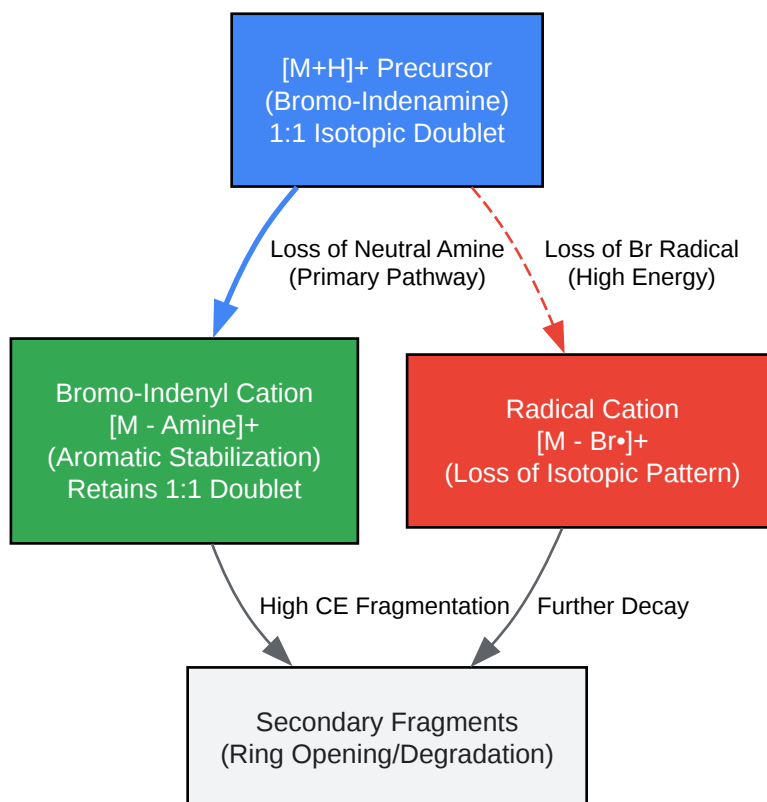 [M+H]+ Precursor
(Bromo-Indenamine)
1:1 Isotopic Doublet
Loss of Neutral Amine
(Primary Pathway)
Loss of Br Radical
(High Energy)
Bromo-Indenyl Cation
[M - Amine]+
(Aromatic Stabilization)
Retains 1:1 Doublet
Radical Cation
[M - Br•]+
(Loss of Isotopic Pattern)
High CE Fragmentation
Further Decay
Secondary Fragments
(Ring Opening/Degradation)